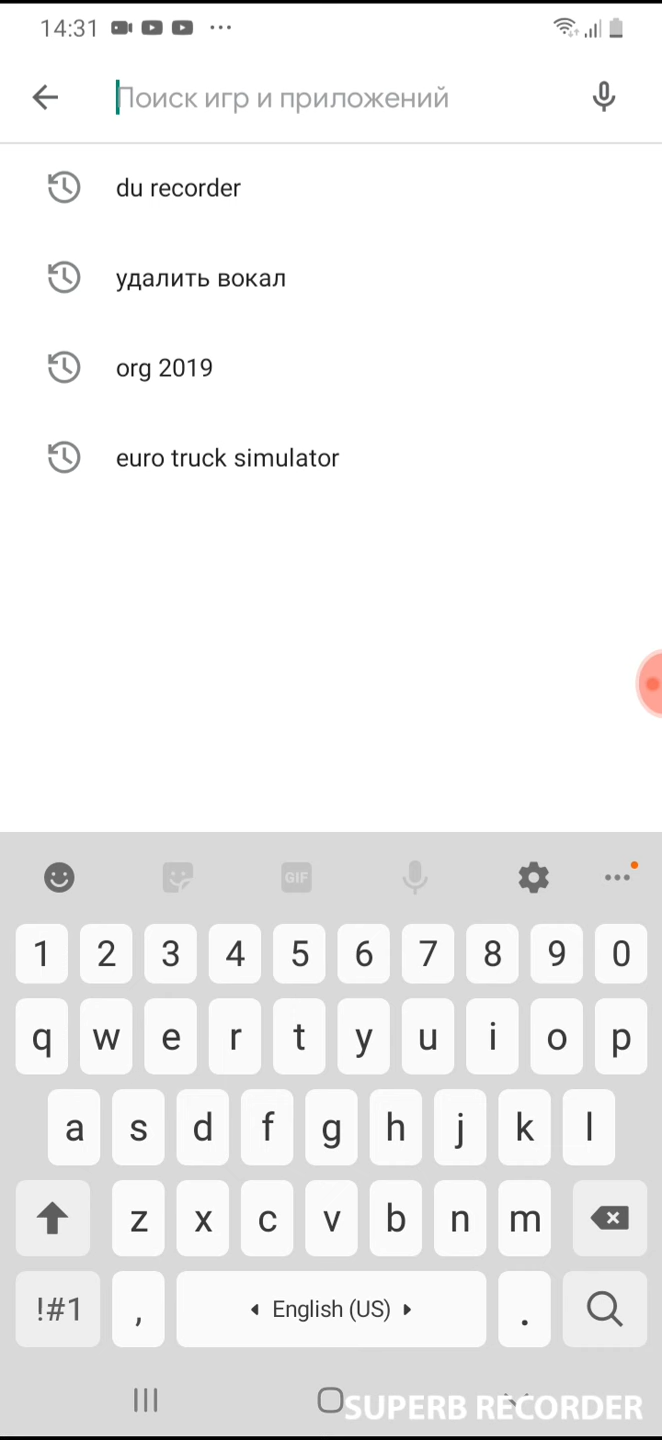 14:31
Поиск игр и приложений
du recorder
удалить вокал
org 2019
euro truck simulator
GIF
1 2 3 4 5 6 7 8 9 0
q w e r t y u i o p
a s d f g h j k l
z x c v b n m
!#1 , English (US) .
SUPERB RECORDER